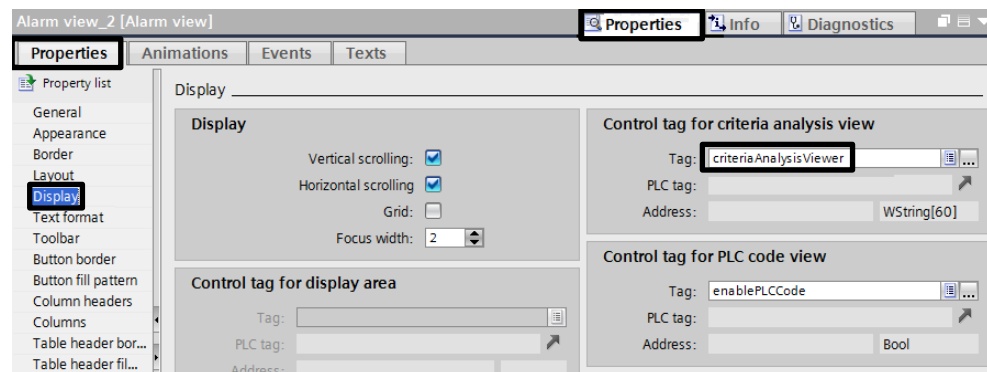 Alarm view_2 [Alarm view]
Properties
Info
Diagnostics
Properties
Animations
Events
Texts
Property list
General
Appearance
Border
Layout
Display
Text format
Toolbar
Button border
Button fill pattern
Column headers
Columns
Table header bor...
Table header fil...
Display
Display
Vertical scrolling:
Horizontal scrolling
Grid:
Focus width: 2
Control tag for display area
Tag:
PLC tag:
Address:
Control tag for criteria analysis view
Tag: criteriaAnalysisViewer ...
PLC tag:
Address: WString[60]
Control tag for PLC code view
Tag: enablePLCCode ...
PLC tag:
Address: Bool